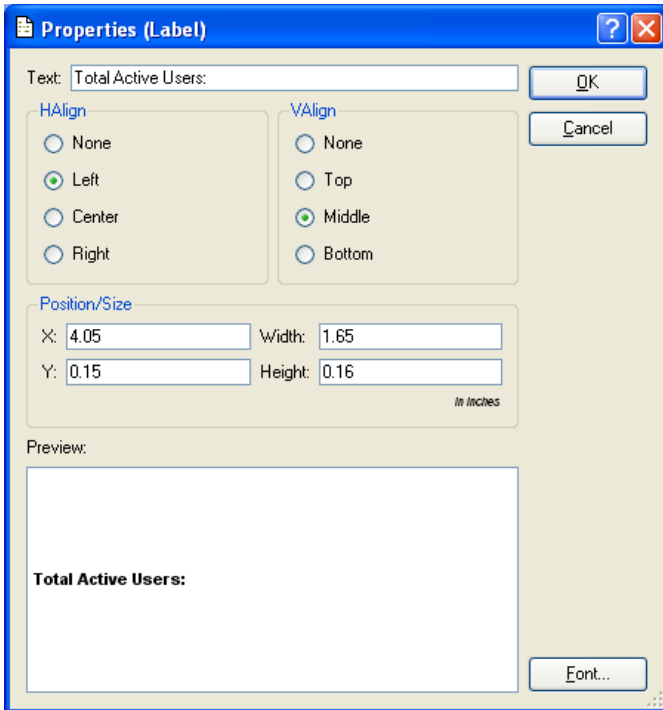 Properties (Label)
Text: Total Active Users:
OK
Cancel
HAlign
None
Left
Center
Right
VAlign
None
Top
Middle
Bottom
Position/Size
X: 4.05 Width: 1.65
Y: 0.15 Height: 0.16
in inches
Preview:
Total Active Users:
Font...